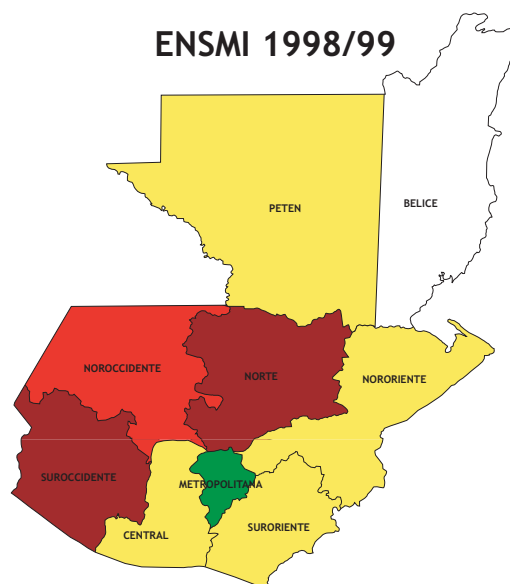 ENSMI 1998/99
BELICE
PETEN
NOROCCIDENTE
NORTE
NORORIENTE
SUROCCIDENTE
METROPOLITANA
SURORIENTE
CENTRAL